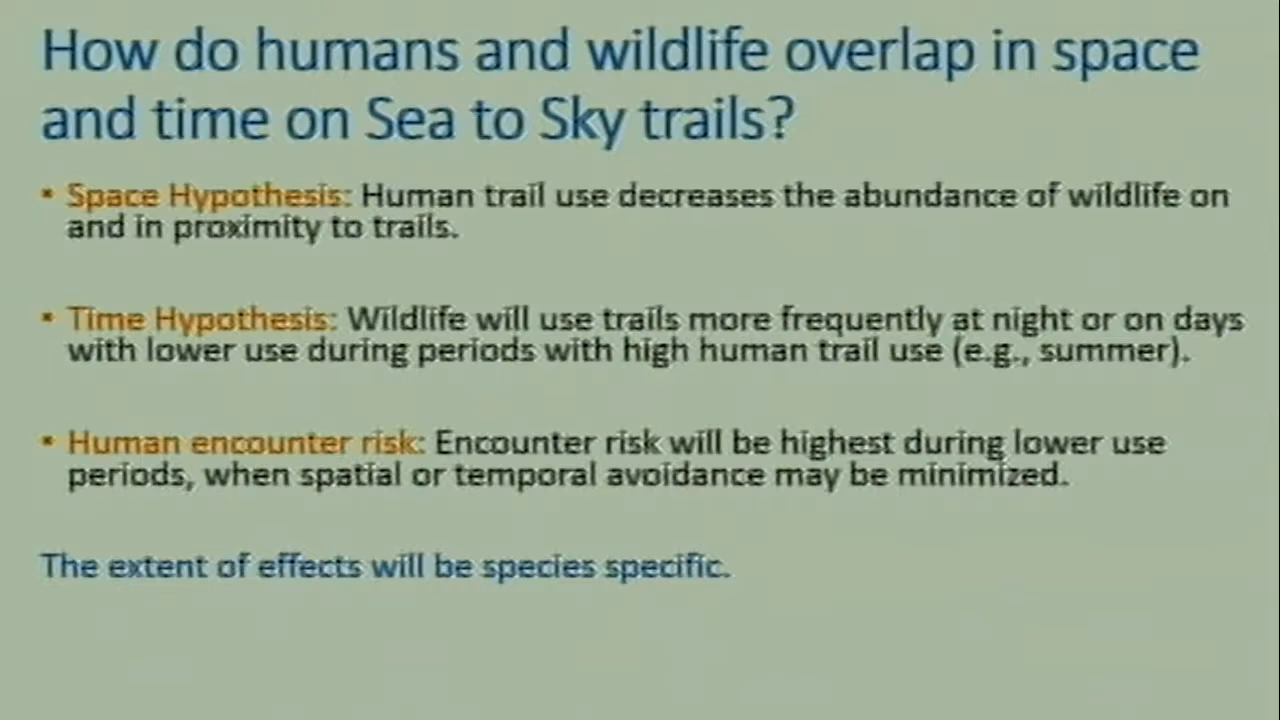 How do humans and wildlife overlap in space
and time on Sea to Sky trails?
▪ Space Hypothesis: Human trail use decreases the abundance of wildlife on
and in proximity to trails.
▪ Time Hypothesis: Wildlife will use trails more frequently at night or on days
with lower use during periods with high human trail use (e.g., summer).
▪ Human encounter risk: Encounter risk will be highest during lower use
periods, when spatial or temporal avoidance may be minimized.
The extent of effects will be species specific.